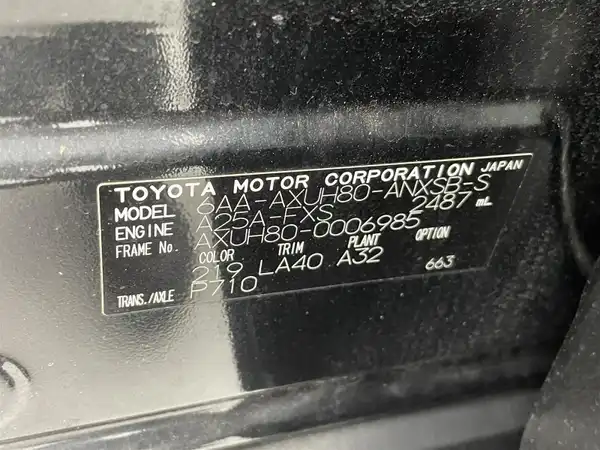 TOYOTA MOTOR CORPORATION JAPAN
MODEL 6AA-AXUH80-ANXSB-S
ENGINE A25A-FXS 2487 mL
FRAME No. AXUH80-0006985
COLOR TRIM PLANT OPTION
219 LA40 A32 663
TRANS./AXLE P710